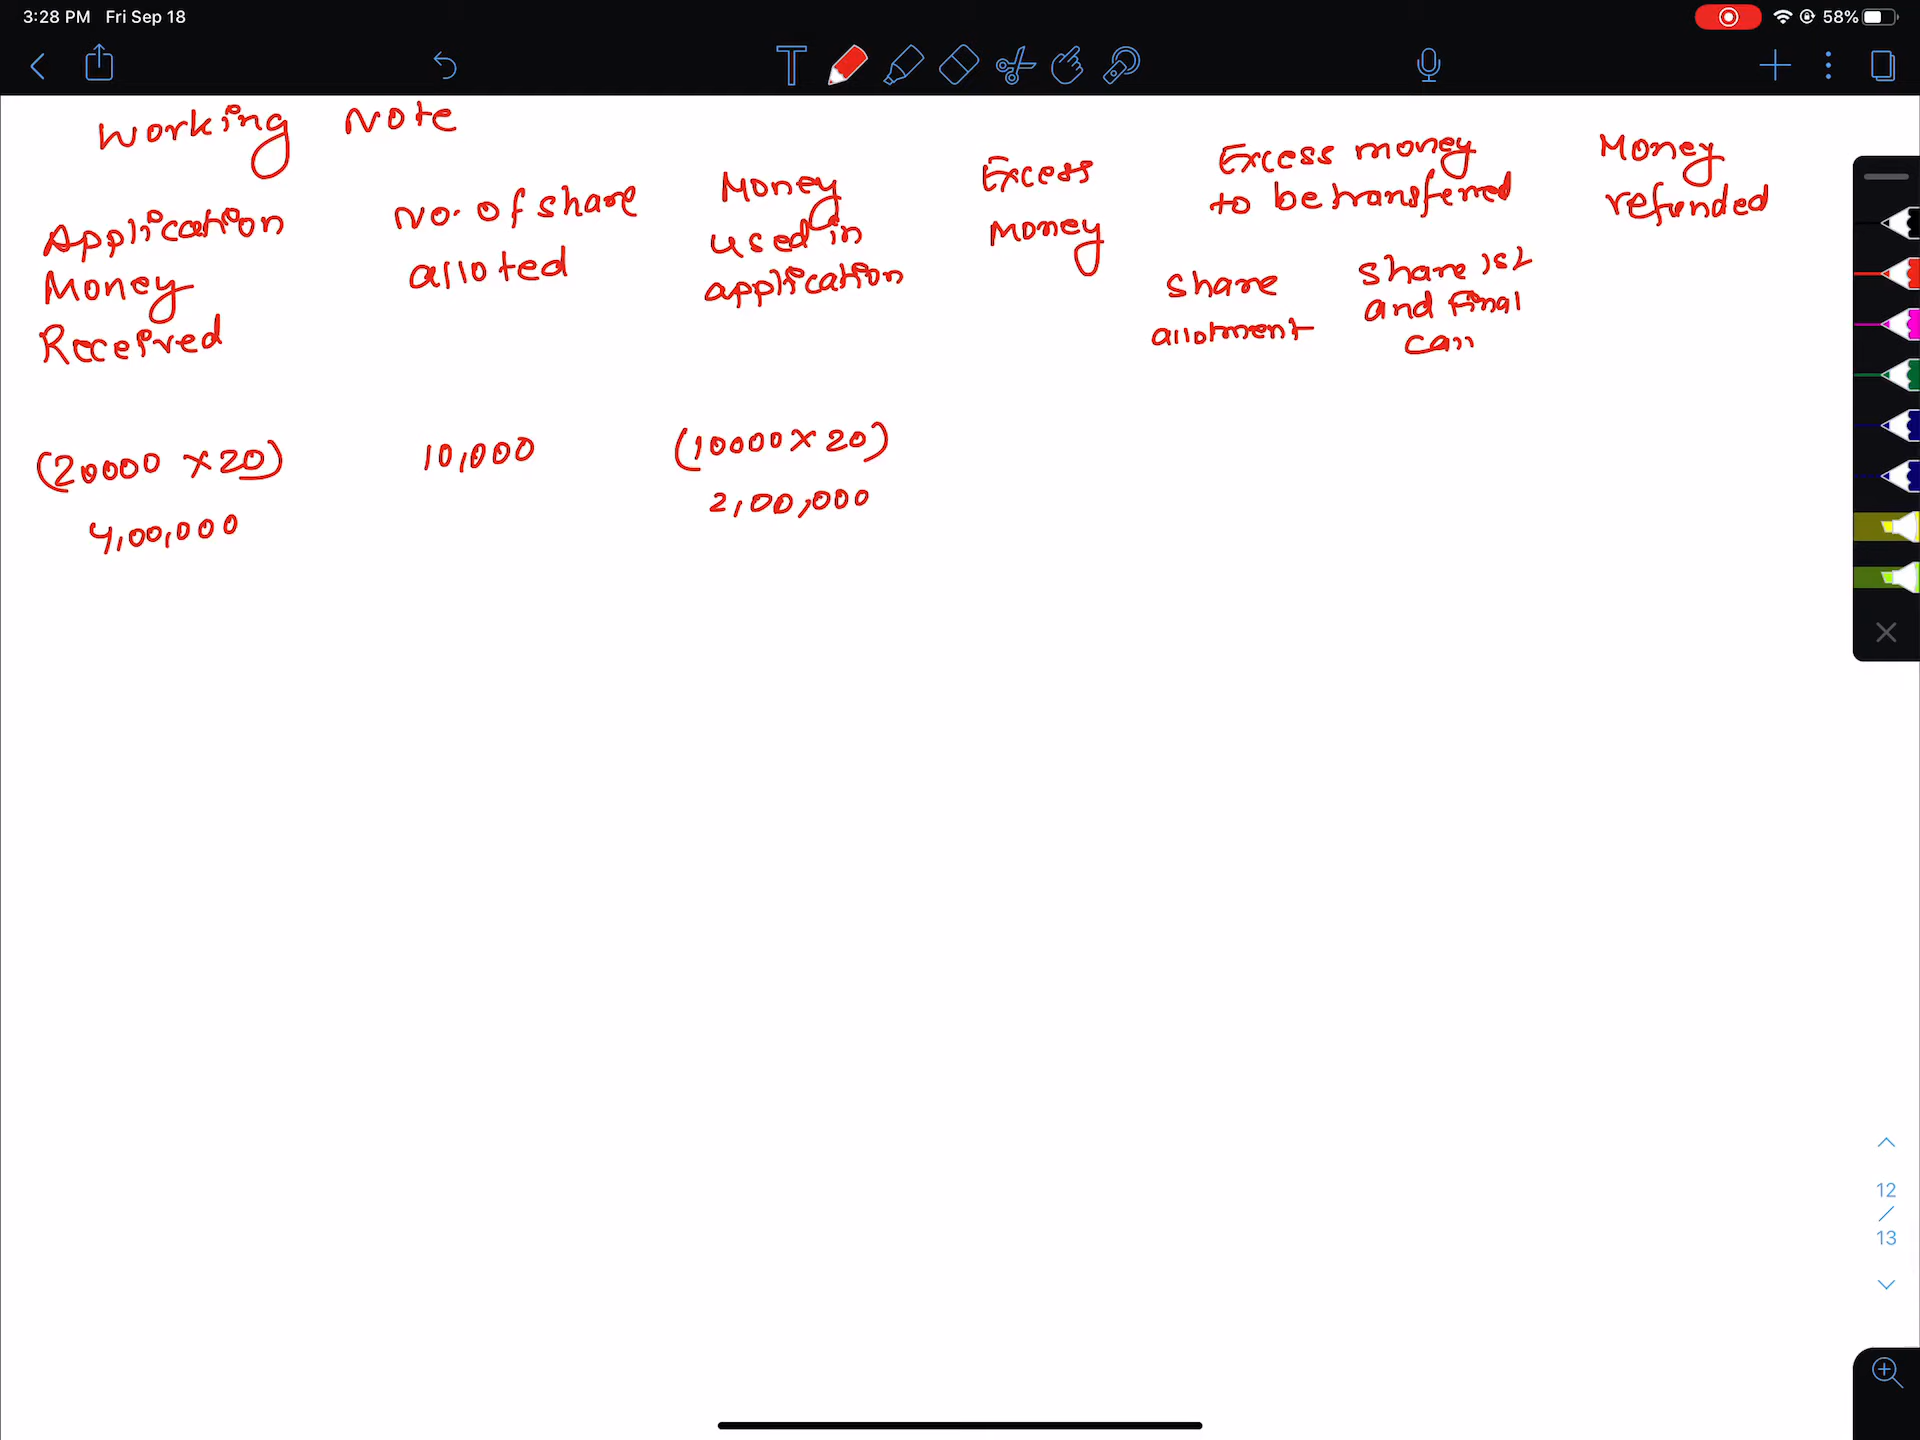 3:28 PM Fri Sep 18
58%
Working Note
Application
Money
Received
No. of share
alloted
Money
used in
application
Excess
Money
Excess money
to be transferred
Share
allotment
Share 1st
and Final
call
Money
refunded
(20000 × 20)
4,00,000
10,000
(10000 × 20)
2,00,000
12
/
13